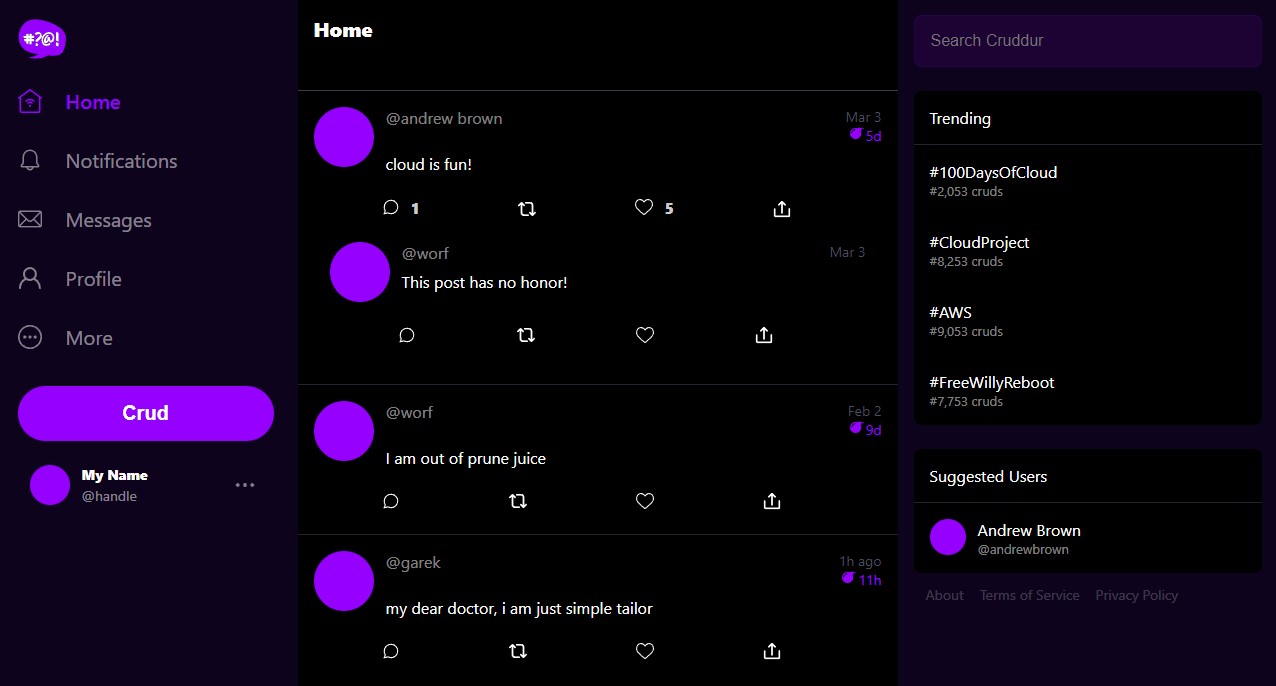 #?@!
Home
Notifications
Messages
Profile
More
Crud
My Name
@handle
Home
@andrew brown
Mar 3
5d
cloud is fun!
1
5
@worf
Mar 3
This post has no honor!
@worf
Feb 2
9d
I am out of prune juice
@garek
1h ago
11h
my dear doctor, i am just simple tailor
Search Cruddur
Trending
#100DaysOfCloud
#2,053 cruds
#CloudProject
#8,253 cruds
#AWS
#9,053 cruds
#FreeWillyReboot
#7,753 cruds
Suggested Users
Andrew Brown
@andrewbrown
About Terms of Service Privacy Policy